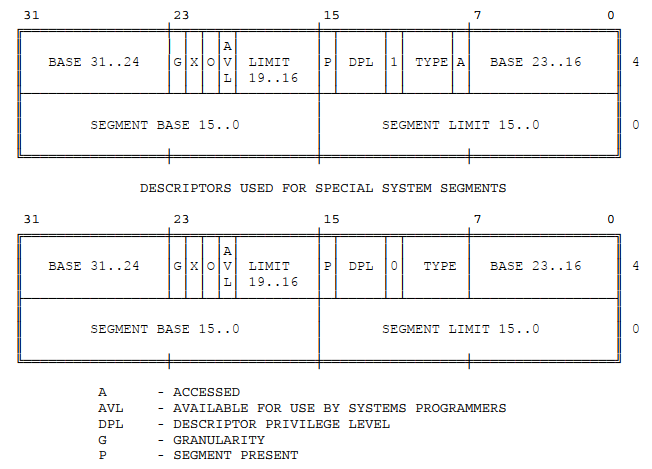 31 23 15 7 0
A
BASE 31..24 G X O V LIMIT P DPL 1 TYPE A BASE 23..16 4
L 19..16
SEGMENT BASE 15..0 SEGMENT LIMIT 15..0 0
DESCRIPTORS USED FOR SPECIAL SYSTEM SEGMENTS
31 23 15 7 0
A
BASE 31..24 G X O V LIMIT P DPL 0 TYPE BASE 23..16 4
L 19..16
SEGMENT BASE 15..0 SEGMENT LIMIT 15..0 0
A - ACCESSED
AVL - AVAILABLE FOR USE BY SYSTEMS PROGRAMMERS
DPL - DESCRIPTOR PRIVILEGE LEVEL
G - GRANULARITY
P - SEGMENT PRESENT